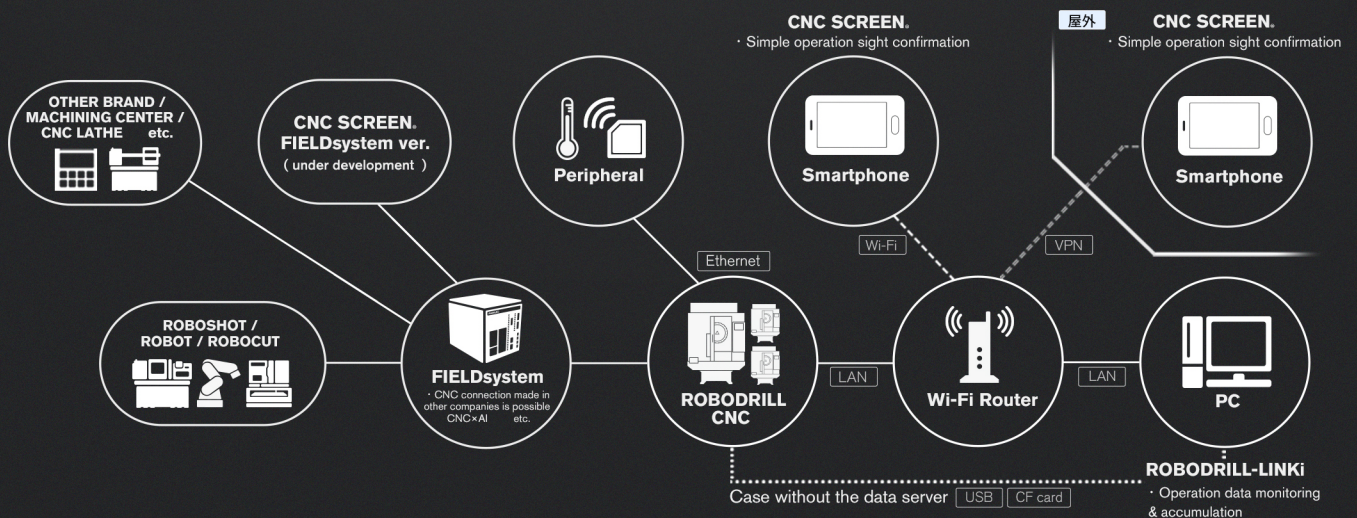 CNC SCREEN®
・Simple operation sight confirmation
屋外
CNC SCREEN®
・Simple operation sight confirmation
OTHER BRAND /
MACHINING CENTER /
CNC LATHE etc.
CNC SCREEN®
FIELDsystem ver.
( under development )
Peripheral
Smartphone
Smartphone
Wi-Fi
VPN
Ethernet
ROBOSHOT /
ROBOT / ROBOCUT
FIELDsystem
・CNC connection made in
other companies is possible
CNC×AI etc.
ROBODRILL
CNC
LAN
Wi-Fi Router
LAN
PC
Case without the data server USB CF card
ROBODRILL-LINKi
・Operation data monitoring
& accumulation